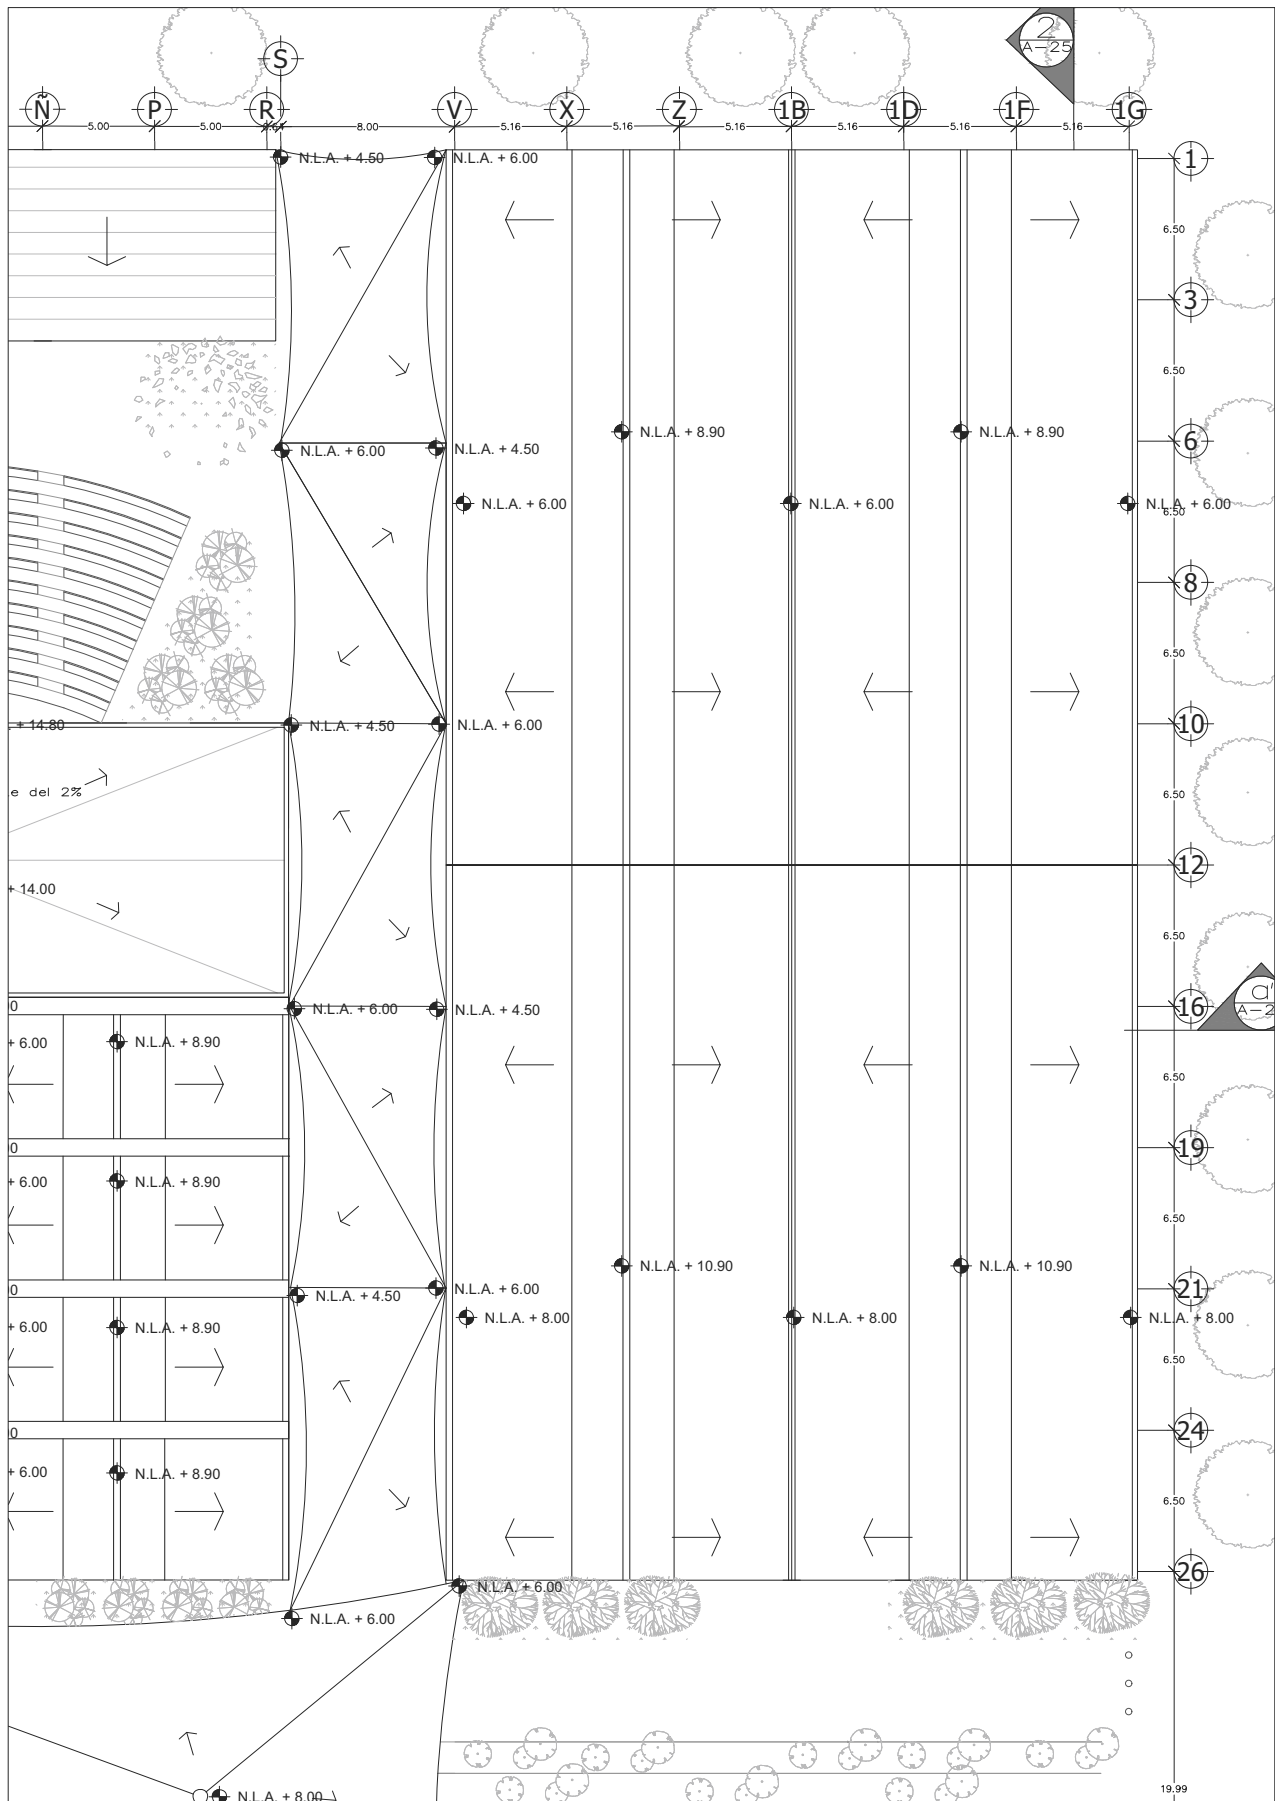 2
A-25
S
Ñ P R V X Z 1B 1D 1F 1G
5.00 5.00 8.00 5.16 5.16 5.16 5.16 5.16 5.16
N.L.A. + 4.50 N.L.A. + 6.00 1
6.50
3
6.50
N.L.A. + 8.90 N.L.A. + 8.90 6
N.L.A. + 6.00 N.L.A. + 4.50
N.L.A. + 6.00 N.L.A. + 6.00 N.L.A. + 6.00
6.50
8
6.50
+ 14.80 N.L.A. + 4.50 N.L.A. + 6.00 10
e del 2% 6.50
12
+ 14.00
6.50
a'
A-2
0 N.L.A. + 6.00 N.L.A. + 4.50 16
+ 6.00 N.L.A. + 8.90
6.50
0 19
+ 6.00 N.L.A. + 8.90
6.50
N.L.A. + 10.90 N.L.A. + 10.90
0 N.L.A. + 4.50 N.L.A. + 6.00 21
N.L.A. + 8.00 N.L.A. + 8.00 N.L.A. + 8.00
+ 6.00 N.L.A. + 8.90
6.50
0 24
+ 6.00 N.L.A. + 8.90
6.50
26
N.L.A. + 6.00
N.L.A. + 6.00
19.99
N.L.A. + 8.00